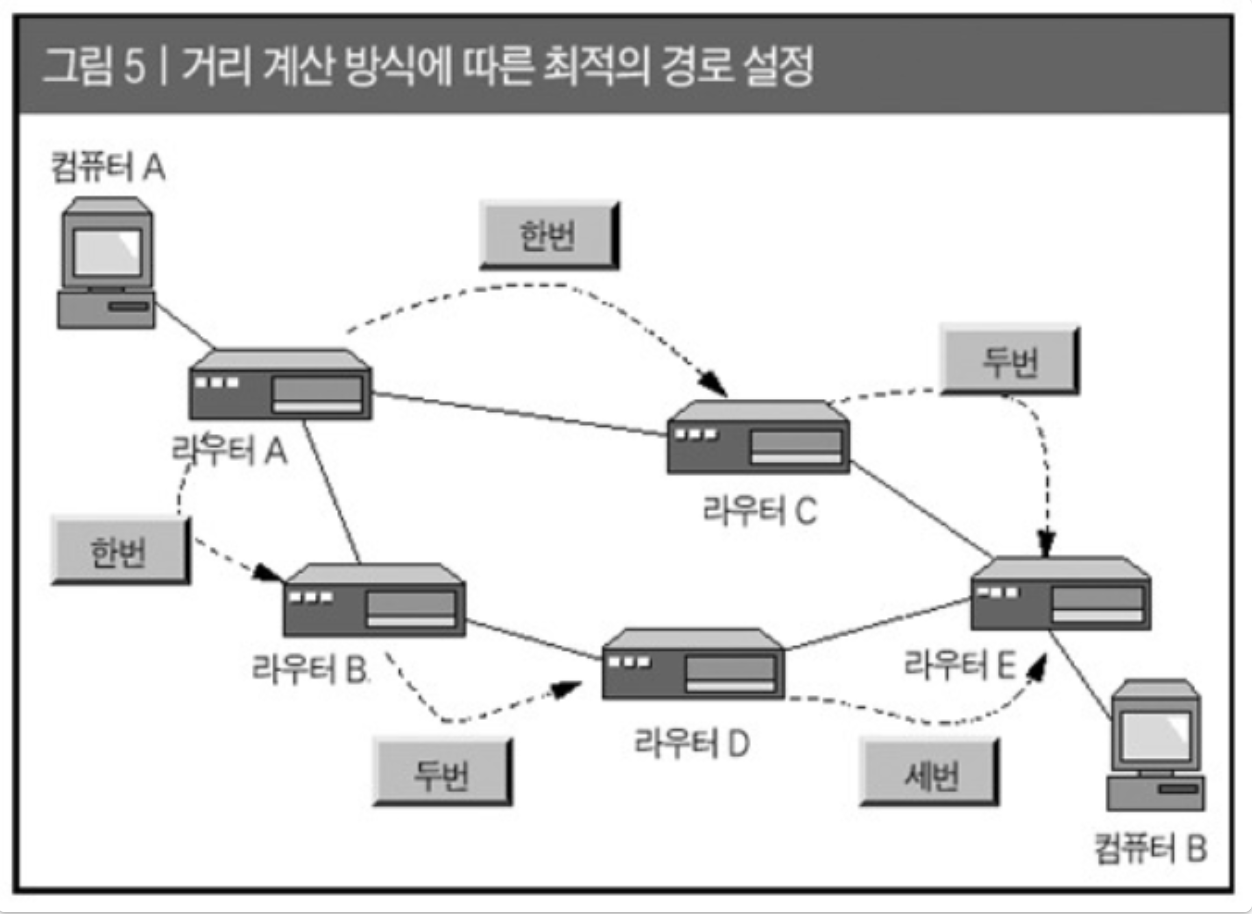 그림 5 | 거리 계산 방식에 따른 최적의 경로 설정
컴퓨터 A
한번
두번
라우터 A
라우터 C
한번
라우터 B
라우터 E
라우터 D
두번
세번
컴퓨터 B